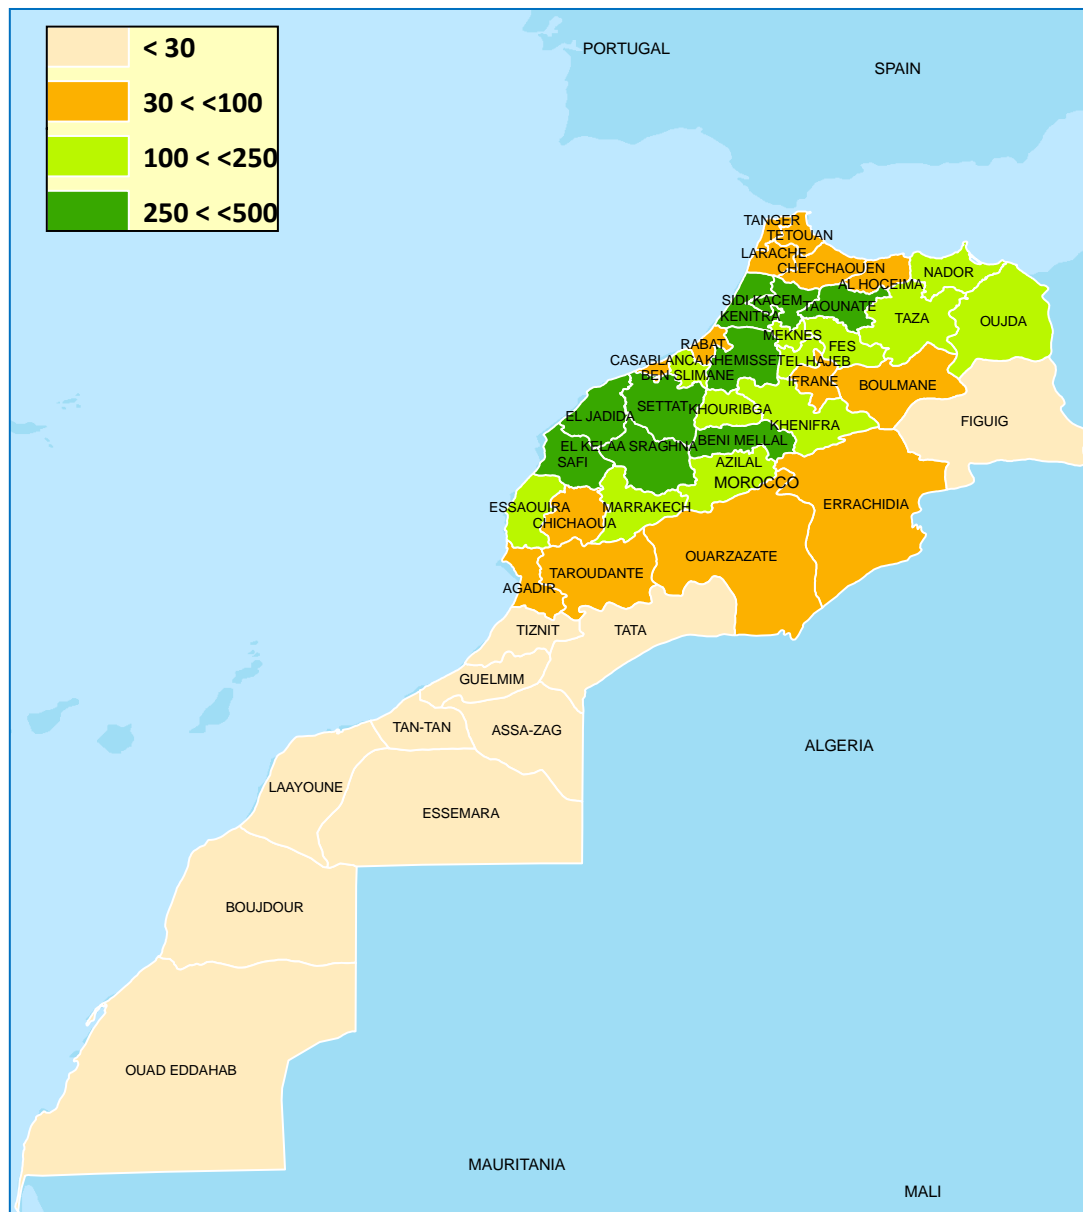 < 30
30 < <100
100 < <250
250 < <500
PORTUGAL
SPAIN
TANGER
TETOUAN
LARACHE
CHEFCHAOUEN
AL HOCEIMA
NADOR
SIDI KACEM
TAOUNATE
KENITRA
TAZA
OUJDA
MEKNES
RABAT
FES
CASABLANCA
KHEMISSET
EL HAJEB
BEN SLIMANE
IFRANE
BOULMANE
SETTAT
KHOURIBGA
EL JADIDA
FIGUIG
KHENIFRA
EL KELAA SRAGHNA
BENI MELLAL
SAFI
AZILAL
MOROCCO
ERRACHIDIA
ESSAOUIRA
MARRAKECH
CHICHAOUA
OUARZAZATE
TAROUDANTE
AGADIR
TIZNIT
TATA
GUELMIM
TAN-TAN
ASSA-ZAG
ALGERIA
LAAYOUNE
ESSEMARA
BOUJDOUR
OUAD EDDAHAB
MAURITANIA
MALI